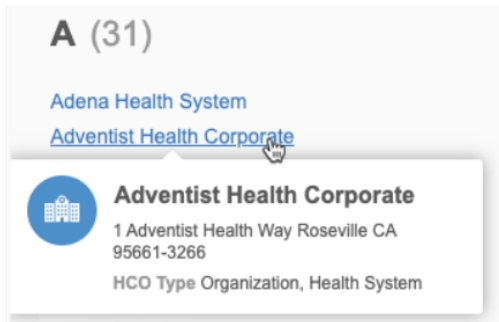 A (31)
Adena Health System
Adventist Health Corporate
Adventist Health Corporate
1 Adventist Health Way Roseville CA
95661-3266
HCO Type Organization, Health System